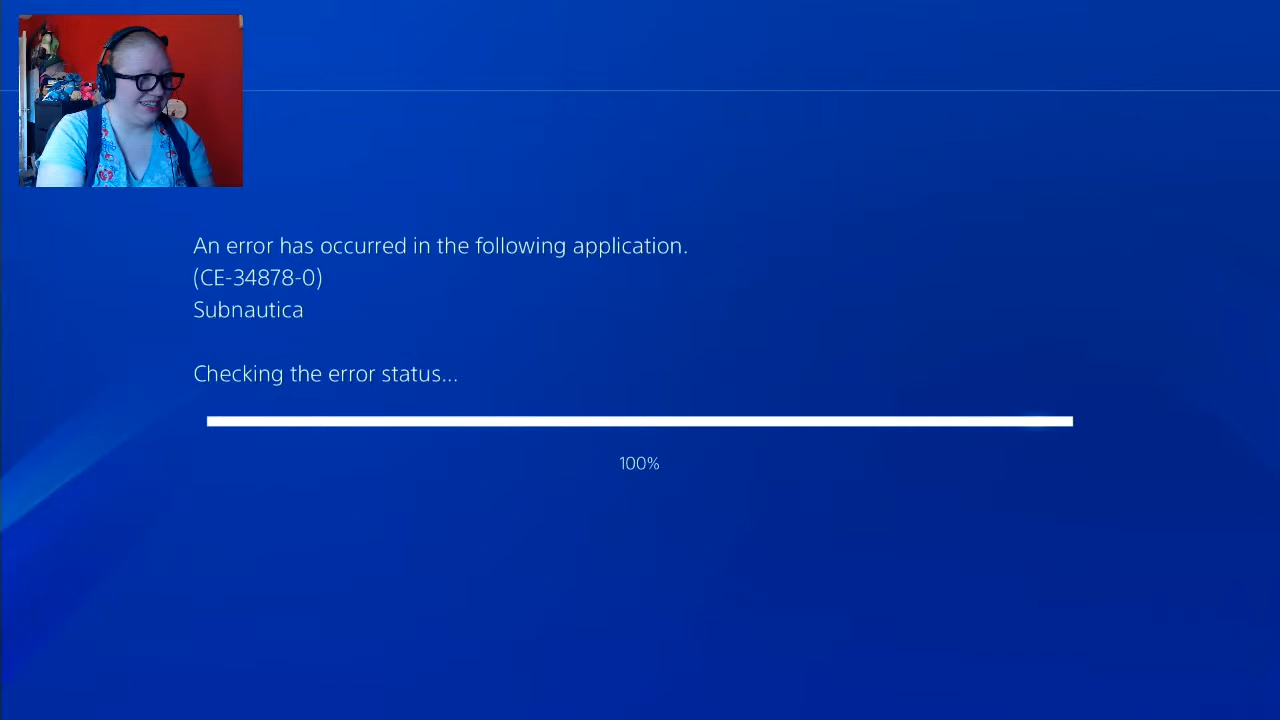 An error has occurred in the following application.
(CE-34878-0)
Subnautica
Checking the error status...
100%